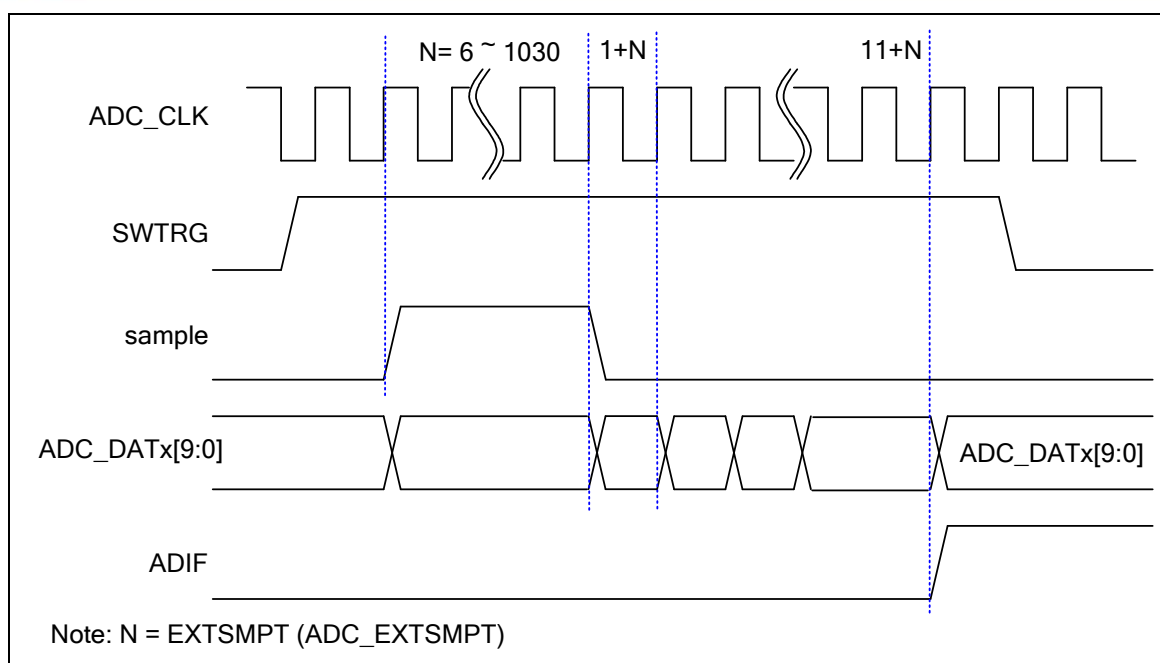 N= 6 ~ 1030
1+N
11+N
ADC_CLK
SWTRG
sample
ADC_DATx[9:0]
ADC_DATx[9:0]
ADIF
Note: N = EXTSMPT (ADC_EXTSMPT)